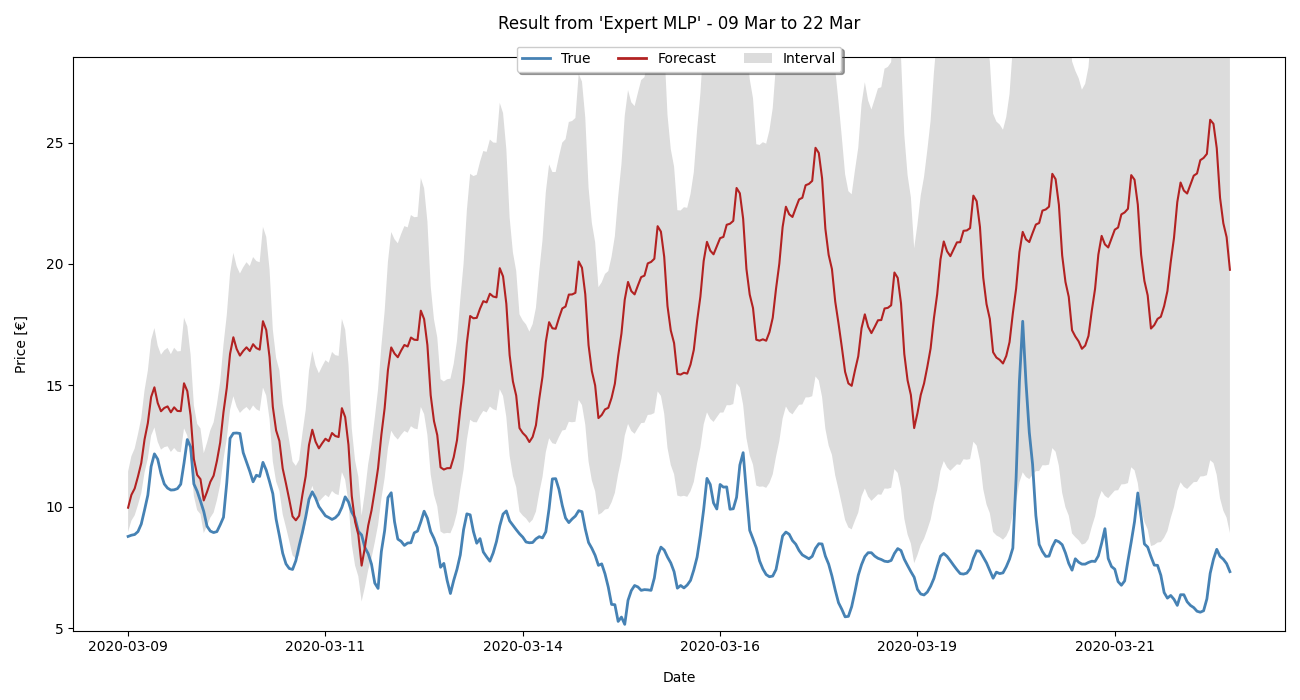 Result from 'Expert MLP' - 09 Mar to 22 Mar
True Forecast Interval
25
20
15
10
5
Price [€]
2020-03-09 2020-03-11 2020-03-14 2020-03-16 2020-03-19 2020-03-21
Date